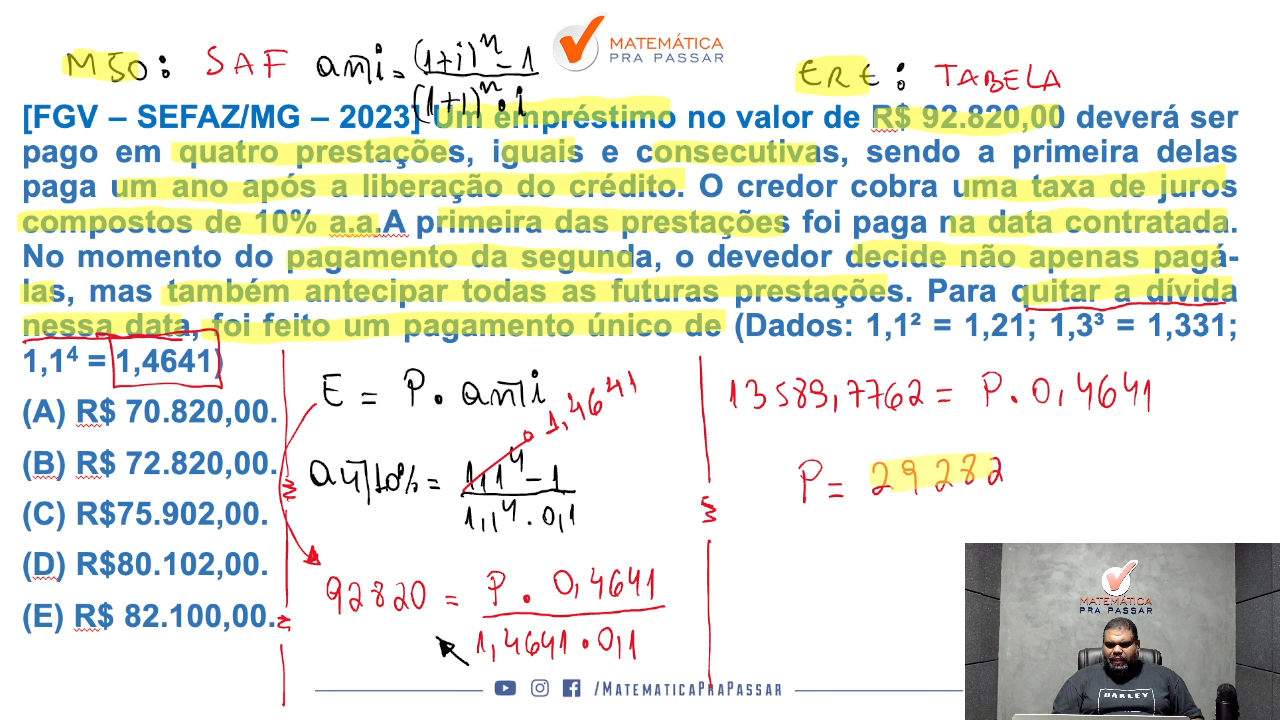 MATEMÁTICA
PRA PASSAR
M50: SAF an̅i = (1+i)ⁿ - 1
(1+i)ⁿ · i
ERE: TABELA
[FGV – SEFAZ/MG – 2023] Um empréstimo no valor de R$ 92.820,00 deverá ser
pago em quatro prestações, iguais e consecutivas, sendo a primeira delas
paga um ano após a liberação do crédito. O credor cobra uma taxa de juros
compostos de 10% a.a.A primeira das prestações foi paga na data contratada.
No momento do pagamento da segunda, o devedor decide não apenas pagá-
las, mas também antecipar todas as futuras prestações. Para quitar a dívida
nessa data, foi feito um pagamento único de (Dados: 1,1² = 1,21; 1,3³ = 1,331;
1,1⁴ = 1,4641)
(A) R$ 70.820,00.
(B) R$ 72.820,00.
(C) R$75.902,00.
(D) R$80.102,00.
(E) R$ 82.100,00.
E = P. an̅i
1,4641
a4̅10% = 1,1⁴ - 1
1,1⁴ . 0,1
92820 = P . 0,4641
1,4641 . 0,1
13589,7762 = P . 0,4641
P = 29282
/MatematicaPraPassar
MATEMÁTICA
PRA PASSAR
OAKLEY